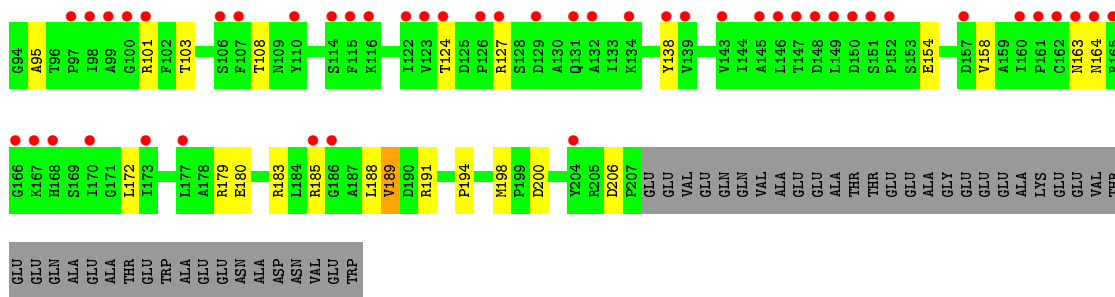 G94 A95 T96 P97 I98 A99 G100 R101 F102 T103 S106 F107 T108 N109 Y110 S114 F115 K116 I122 V123 T124 D125 P126 R127 S128 D129 A130 Q131 A132 I133 K134 Y138 V139 V143 I144 A145 L146 T147 D148 L149 D150 S151 P152 S153 E154 D157 V158 A159 I160 P161 C162 N163 N164 R165
G166 K167 H168 S169 I170 G171 L172 I173 L177 A178 R179 E180 R183 L184 R185 G186 A187 L188 V189 D190 R191 P194 M198 P199 D200 Y204 R205 D206 P207 GLU GLU VAL GLU GLN GLN VAL ALA GLU GLU ALA THR THR GLU GLU ALA GLY GLU GLU GLU ALA LYS GLU GLU VAL THR
GLU GLU GLN ALA GLU ALA THR GLU TRP ALA GLU GLU ASN ALA ASP ASN VAL GLU TRP